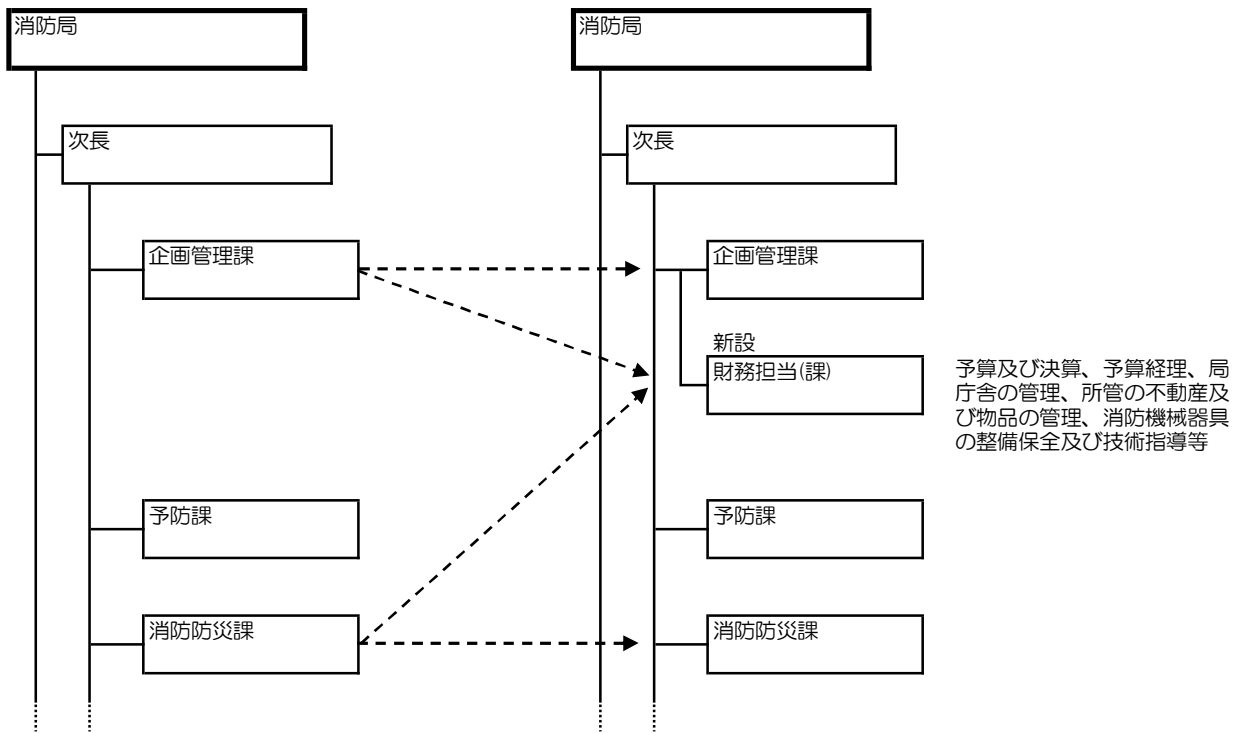 消防局
消防局
次長
次長
企画管理課
企画管理課
新設
財務担当(課)
予算及び決算、予算経理、局
庁舎の管理、所管の不動産及
び物品の管理、消防機械器具
の整備保全及び技術指導等
予防課
予防課
消防防災課
消防防災課